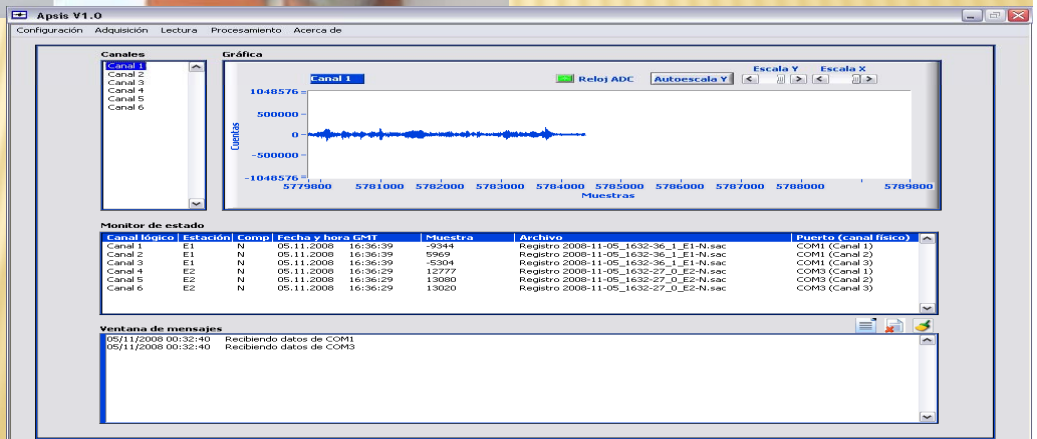 Apsis V1.0
Configuración Adquisición Lectura Procesamiento Acerca de
Canales
Gráfica
Canal 1
Canal 2
Canal 3
Canal 4
Canal 5
Canal 6
Canal 1
Reloj ADC
Autoescala Y
Escala Y
Escala X
Cuentas
1048576
500000
0
-500000
-1048576
5779800 5781000 5782000 5783000 5784000 5785000 5786000 5787000 5788000 5789800
Muestras
Monitor de estado
Canal lógico Estación Comp Fecha y hora GMT Muestra Archivo Puerto (canal físico)
Canal 1 E1 N 05.11.2008 16:36:39 -9344 Registro 2008-11-05_1632-36_1_E1-N.sac COM1 (Canal 1)
Canal 2 E1 N 05.11.2008 16:36:39 5969 Registro 2008-11-05_1632-36_1_E1-N.sac COM1 (Canal 2)
Canal 3 E1 N 05.11.2008 16:36:39 -5304 Registro 2008-11-05_1632-36_1_E1-N.sac COM1 (Canal 3)
Canal 4 E2 N 05.11.2008 16:36:29 12777 Registro 2008-11-05_1632-27_0_E2-N.sac COM3 (Canal 1)
Canal 5 E2 N 05.11.2008 16:36:29 13080 Registro 2008-11-05_1632-27_0_E2-N.sac COM3 (Canal 2)
Canal 6 E2 N 05.11.2008 16:36:29 13020 Registro 2008-11-05_1632-27_0_E2-N.sac COM3 (Canal 3)
Ventana de mensajes
05/11/2008 00:32:40 Recibiendo datos de COM1
05/11/2008 00:32:40 Recibiendo datos de COM3